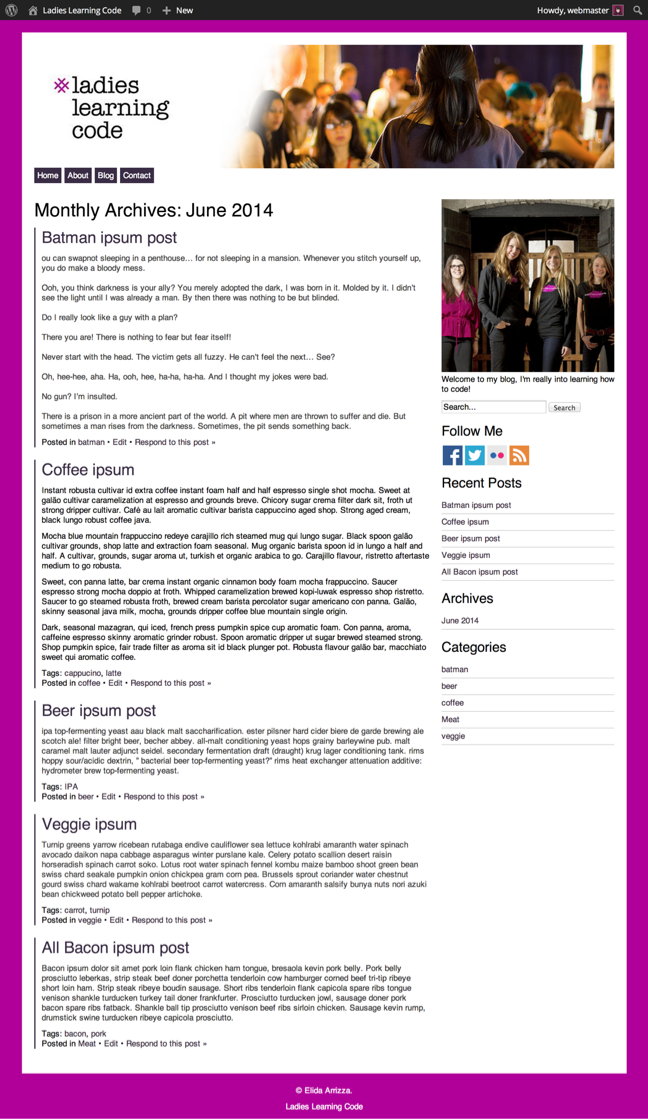 Ladies Learning Code 0 New Howdy, webmaster
ladies
learning
code
Home About Blog Contact
Monthly Archives: June 2014
Batman ipsum post
ou can swapnot sleeping in a penthouse... for not sleeping in a mansion. Whenever you stitch yourself up,
you do make a bloody mess.
Ooh, you think darkness is your ally? You merely adopted the dark, I was born in it. Molded by it. I didn't
see the light until I was already a man. By then there was nothing to be but blinded.
Do I really look like a guy with a plan?
There you are! There is nothing to fear but fear itself!
Never start with the head. The victim gets all fuzzy. He can't feel the next... See?
Oh, hee-hee, aha. Ha, ooh, hee, ha-ha, ha-ha. And I thought my jokes were bad.
No gun? I'm insulted.
There is a prison in a more ancient part of the world. A pit where men are thrown to suffer and die. But
sometimes a man rises from the darkness. Sometimes, the pit sends something back.
Posted in batman • Edit • Respond to this post »
Coffee ipsum
Instant robusta cultivar id extra coffee instant foam half and half espresso single shot mocha. Sweet at
galão cultivar caramelization at espresso and grounds breve. Chicory sugar crema filter dark sit, froth ut
strong dripper cultivar. Café au lait aromatic cultivar barista cappuccino aged shop. Strong aged cream,
black lungo robust coffee java.
Mocha blue mountain frappuccino redeye carajillo rich steamed mug qui lungo sugar. Black spoon galão
cultivar grounds, shop latte and extraction foam seasonal. Mug organic barista spoon id in lungo a half and
half. A cultivar, grounds, sugar aroma ut, turkish et organic arabica to go. Carajillo flavour, ristretto aftertaste
medium to go robusta.
Sweet, con panna latte, bar crema instant organic cinnamon body foam mocha frappuccino. Saucer
espresso strong mocha doppio at froth. Whipped caramelization brewed kopi-luwak espresso shop ristretto.
Saucer to go steamed robusta froth, brewed cream barista percolator sugar americano con panna. Galão,
skinny seasonal java milk, mocha, grounds dripper coffee blue mountain single origin.
Dark, seasonal mazagran, qui iced, french press pumpkin spice cup aromatic foam. Con panna, aroma,
caffeine espresso skinny aromatic grinder robust. Spoon aromatic dripper ut sugar brewed steamed strong.
Shop pumpkin spice, fair trade filter as aroma sit id black plunger pot. Robusta flavour galão bar, macchiato
sweet qui aromatic coffee.
Tags: cappucino, latte
Posted in coffee • Edit • Respond to this post »
Beer ipsum post
ipa top-fermenting yeast aau black malt saccharification. ester pilsner hard cider biere de garde brewing ale
scotch ale! filter bright beer, becher abbey. all-malt conditioning yeast hops grainy barleywine pub. malt
caramel malt lauter adjunct seidel. secondary fermentation draft (draught) krug lager conditioning tank. rims
hoppy sour/acidic dextrin, " bacterial beer top-fermenting yeast?" rims heat exchanger attenuation additive:
hydrometer brew top-fermenting yeast.
Tags: IPA
Posted in beer • Edit • Respond to this post »
Veggie ipsum
Turnip greens yarrow ricebean rutabaga endive cauliflower sea lettuce kohlrabi amaranth water spinach
avocado daikon napa cabbage asparagus winter purslane kale. Celery potato scallion desert raisin
horseradish spinach carrot soko. Lotus root water spinach fennel kombu maize bamboo shoot green bean
swiss chard seakale pumpkin onion chickpea gram corn pea. Brussels sprout coriander water chestnut
gourd swiss chard wakame kohlrabi beetroot carrot watercress. Corn amaranth salsify bunya nuts nori azuki
bean chickweed potato bell pepper artichoke.
Tags: carrot, turnip
Posted in veggie • Edit • Respond to this post »
All Bacon ipsum post
Bacon ipsum dolor sit amet pork loin flank chicken ham tongue, bresaola kevin pork belly. Pork belly
prosciutto leberkas, strip steak beef doner porchetta tenderloin cow hamburger corned beef tri-tip ribeye
short loin ham. Strip steak ribeye boudin sausage. Short ribs tenderloin flank capicola spare ribs tongue
venison shankle turducken turkey tail doner frankfurter. Prosciutto turducken jowl, sausage doner pork
bacon spare ribs fatback. Shankle ball tip prosciutto venison beef ribs sirloin chicken. Sausage kevin rump,
drumstick swine turducken ribeye capicola prosciutto.
Tags: bacon, pork
Posted in Meat • Edit • Respond to this post »
Welcome to my blog, I'm really into learning how
to code!
Search... Search
Follow Me
Recent Posts
Batman ipsum post
Coffee ipsum
Beer ipsum post
Veggie ipsum
All Bacon ipsum post
Archives
June 2014
Categories
batman
beer
coffee
Meat
veggie
© Elida Arrizza.
Ladies Learning Code